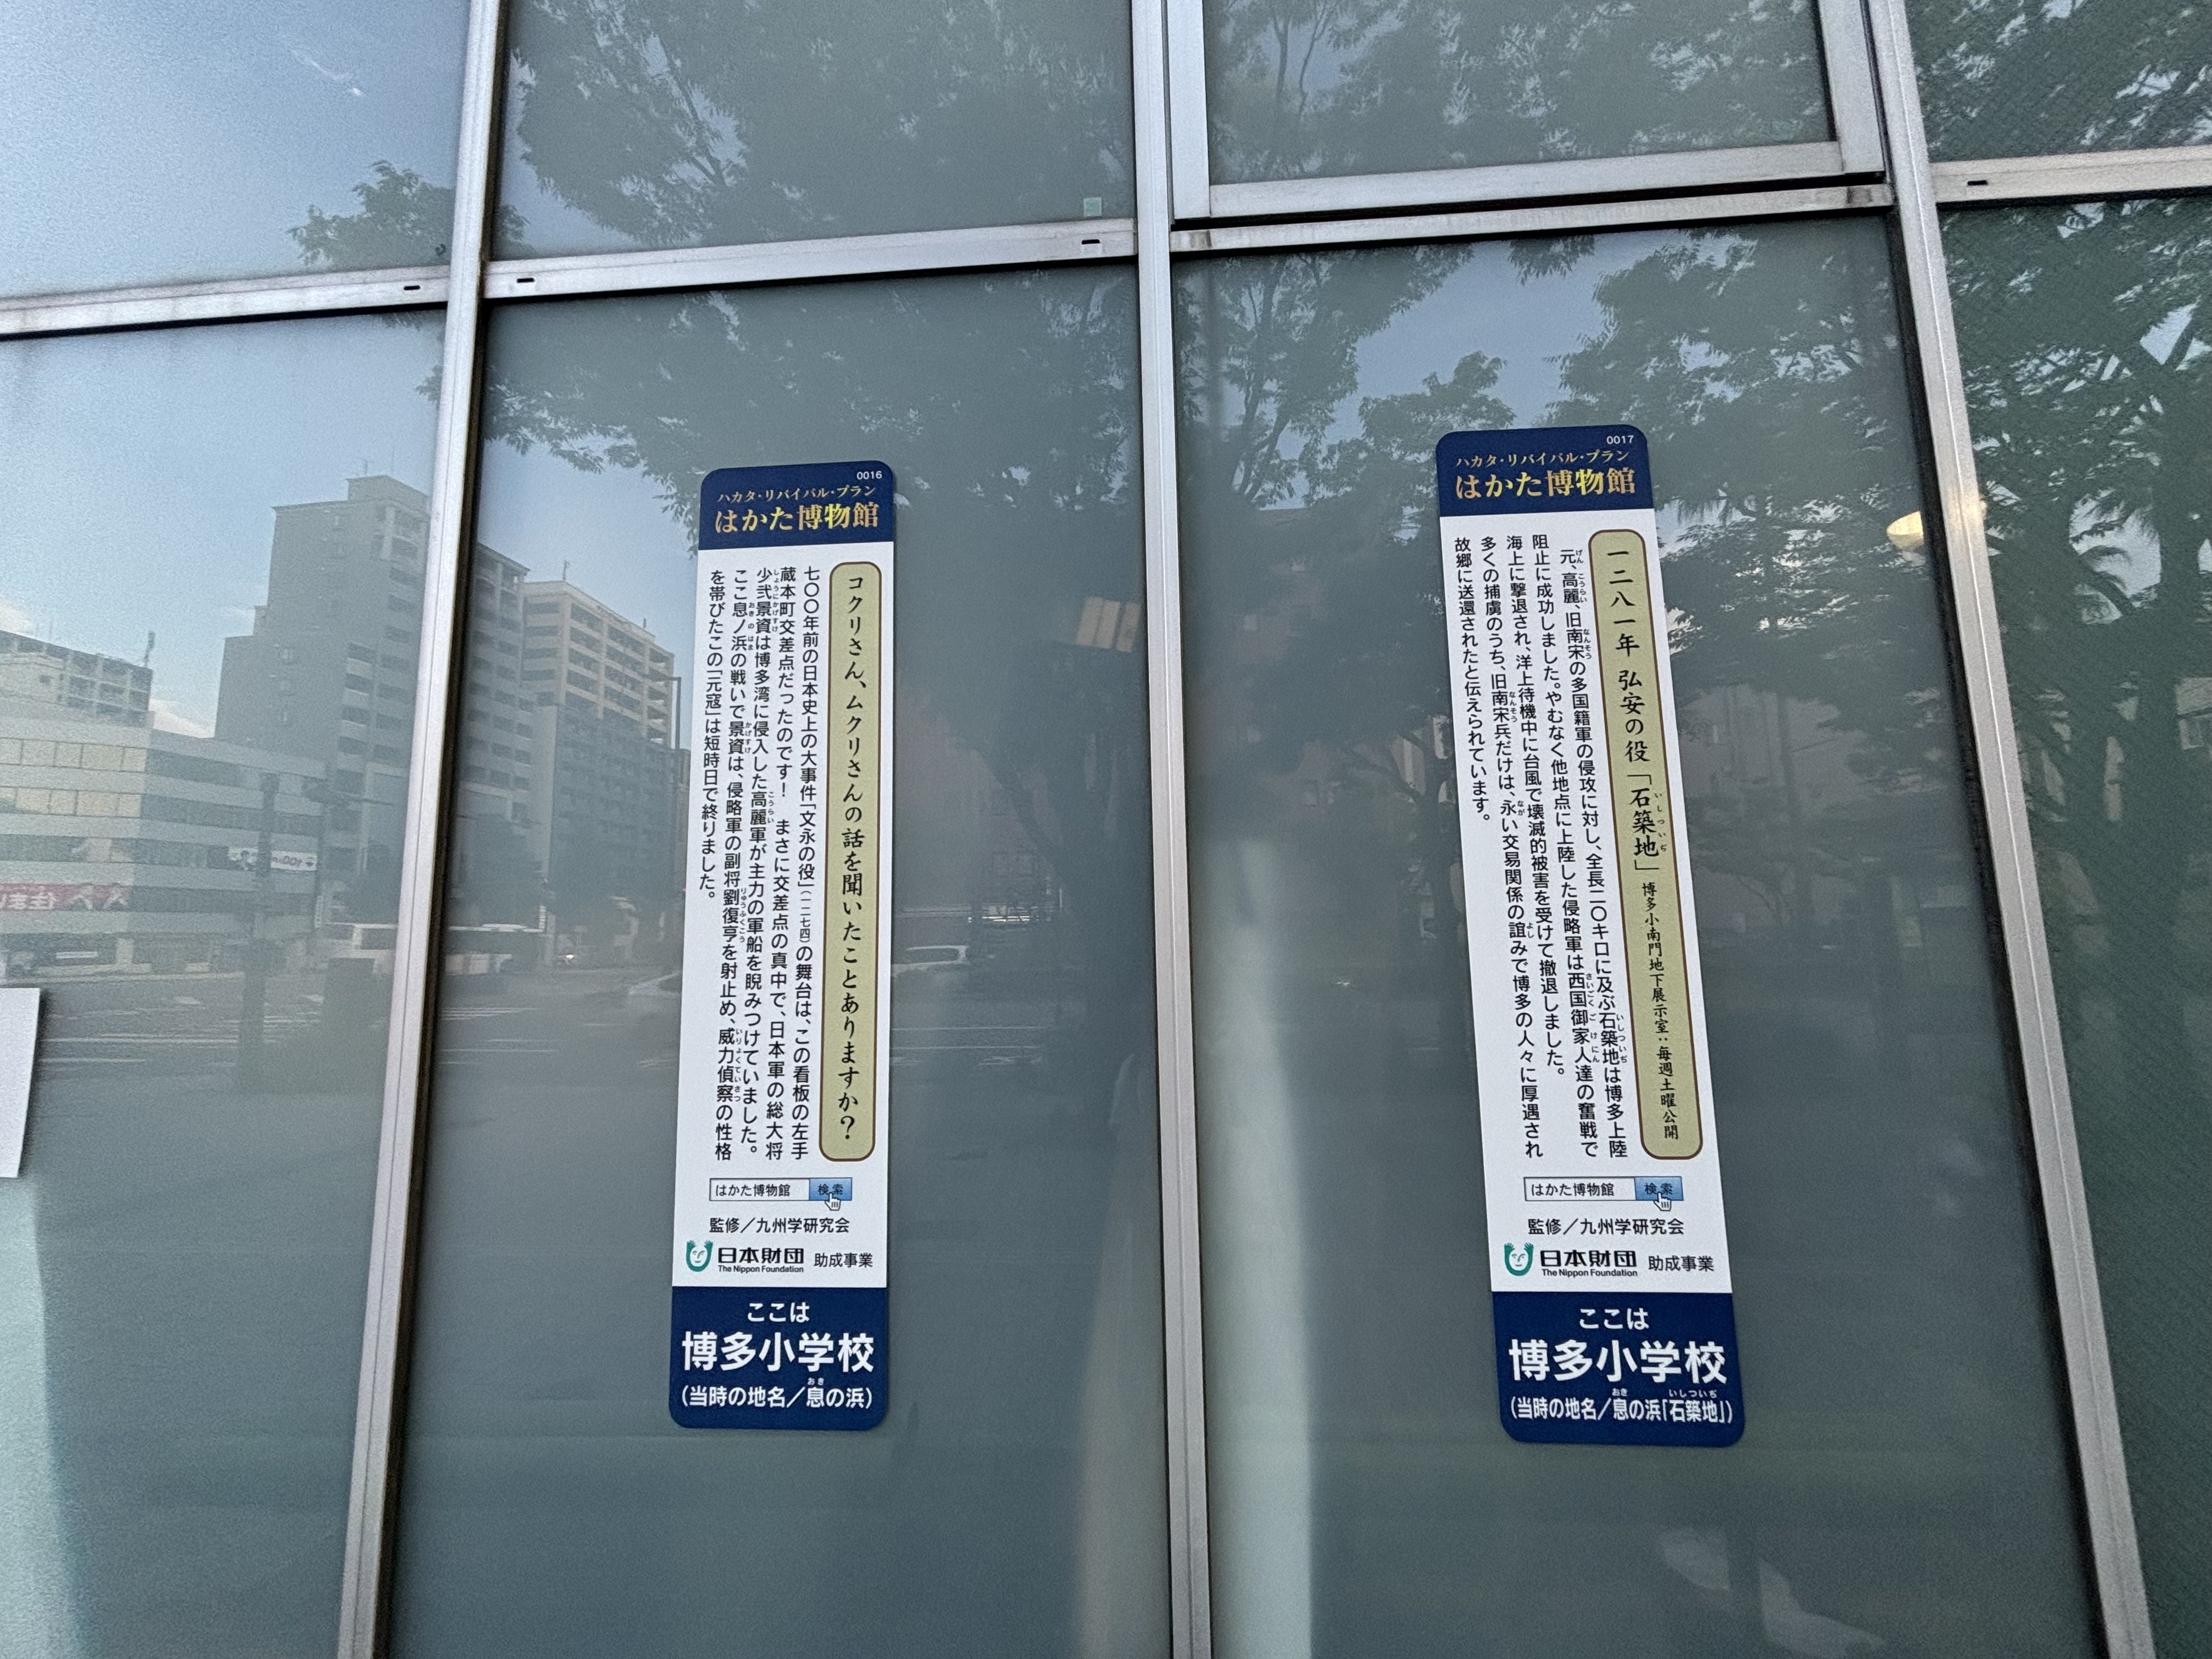 0016
ハカタ・リバイバル・プラン
はかた博物館
コクリさん、ムクリさんの話を聞いたことありますか？
七〇〇年前の日本史上の大事件「文永の役」（一二七四）の舞台は、この看板の左手
蔵本町交差点だったのです！　まさに交差点の真中で、日本軍の総大将
少弐景資は博多湾に侵入した高麗軍が主力の軍船を睨みつけていました。
ここ息ノ浜の戦いで景資は、侵略軍の副将劉復亨を射止め、威力偵察の性格
を帯びたこの「元寇」は短時日で終りました。
はかた博物館 検索
監修／九州学研究会
日本財団 助成事業
The Nippon Foundation
ここは
博多小学校
（当時の地名／息の浜）
0017
ハカタ・リバイバル・プラン
はかた博物館
一二八一年 弘安の役「石築地」 博多小南門地下展示室：毎週土曜公開
元、高麗、旧南宋の多国籍軍の侵攻に対し、全長二〇キロに及ぶ石築地は博多上陸
阻止に成功しました。やむなく他地点に上陸した侵略軍は西国御家人達の奮戦で
海上に撃退され、洋上待機中に台風で壊滅的被害を受けて撤退しました。
多くの捕虜のうち、旧南宋兵だけは、永い交易関係の誼みで博多の人々に厚遇され
故郷に送還されたと伝えられています。
はかた博物館 検索
監修／九州学研究会
日本財団 助成事業
The Nippon Foundation
ここは
博多小学校
（当時の地名／息の浜「石築地」）